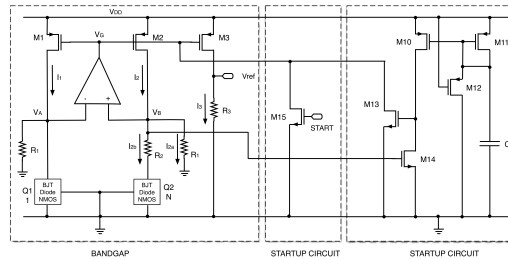 VDD
M1
VG
M2
M3
M10
M11
I1
I2
Vref
M12
I3
R3
M13
VA
VB
M15
START
R1
I2b
R2
I2a
R1
M14
C
Q1
1
BJT
Diode
NMOS
BJT
Diode
NMOS
Q2
N
BANDGAP
STARTUP CIRCUIT
STARTUP CIRCUIT